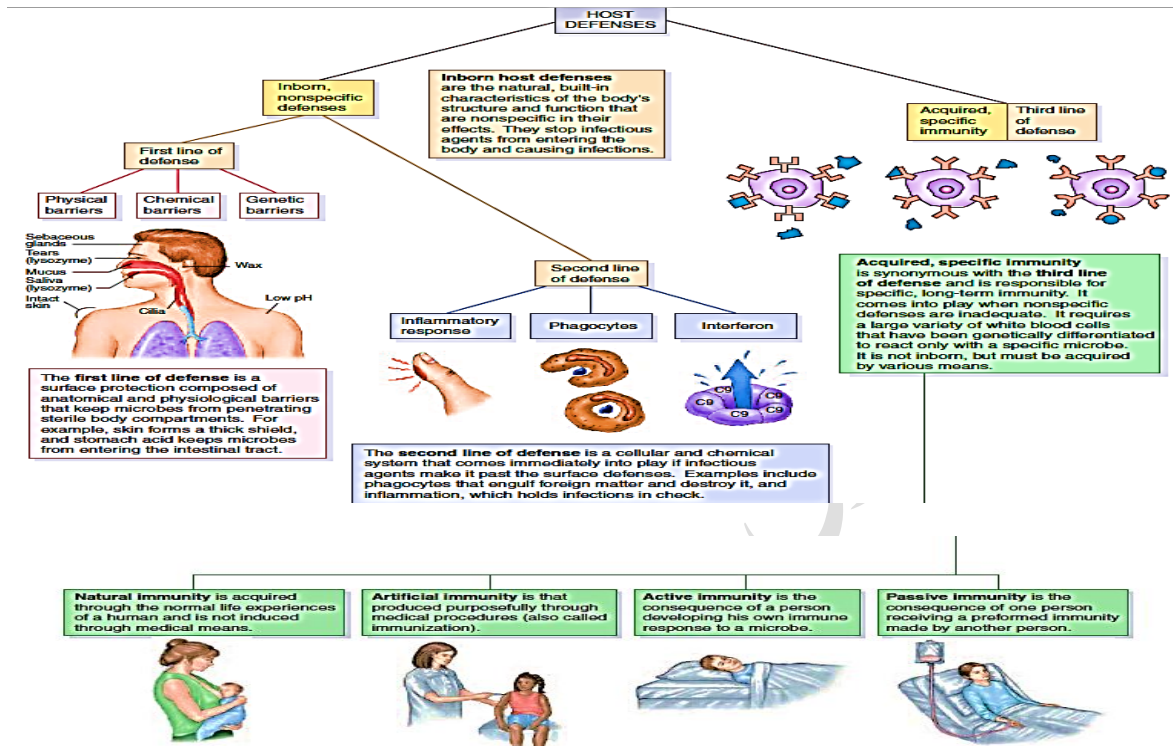 HOST
DEFENSES
Inborn,
nonspecific
defenses
Inborn host defenses
are the natural, built-in
characteristics of the body's
structure and function that
are nonspecific in their
effects. They stop infectious
agents from entering the
body and causing infections.
Acquired,
specific
immunity
Third line
of
defense
First line of
defense
Physical
barriers
Chemical
barriers
Genetic
barriers
Sebaceous
glands
Tears
(lysozyme)
Mucus
Saliva
(lysozyme)
Intact
skin
Wax
Cilia
Low pH
Second line
of defense
Inflammatory
response
Phagocytes
Interferon
C9
C9
C9
C9
C9
Acquired, specific immunity
is synonymous with the third line
of defense and is responsible for
specific, long-term immunity. It
comes into play when nonspecific
defenses are inadequate. It requires
a large variety of white blood cells
that have been genetically differentiated
to react only with a specific microbe.
It is not inborn, but must be acquired
by various means.
The first line of defense is a
surface protection composed of
anatomical and physiological barriers
that keep microbes from penetrating
sterile body compartments. For
example, skin forms a thick shield,
and stomach acid keeps microbes
from entering the intestinal tract.
The second line of defense is a cellular and chemical
system that comes immediately into play if infectious
agents make it past the surface defenses. Examples include
phagocytes that engulf foreign matter and destroy it, and
inflammation, which holds infections in check.
Natural immunity is acquired
through the normal life experiences
of a human and is not induced
through medical means.
Artificial immunity is that
produced purposefully through
medical procedures (also called
immunization).
Active immunity is the
consequence of a person
developing his own immune
response to a microbe.
Passive immunity is the
consequence of one person
receiving a preformed immunity
made by another person.